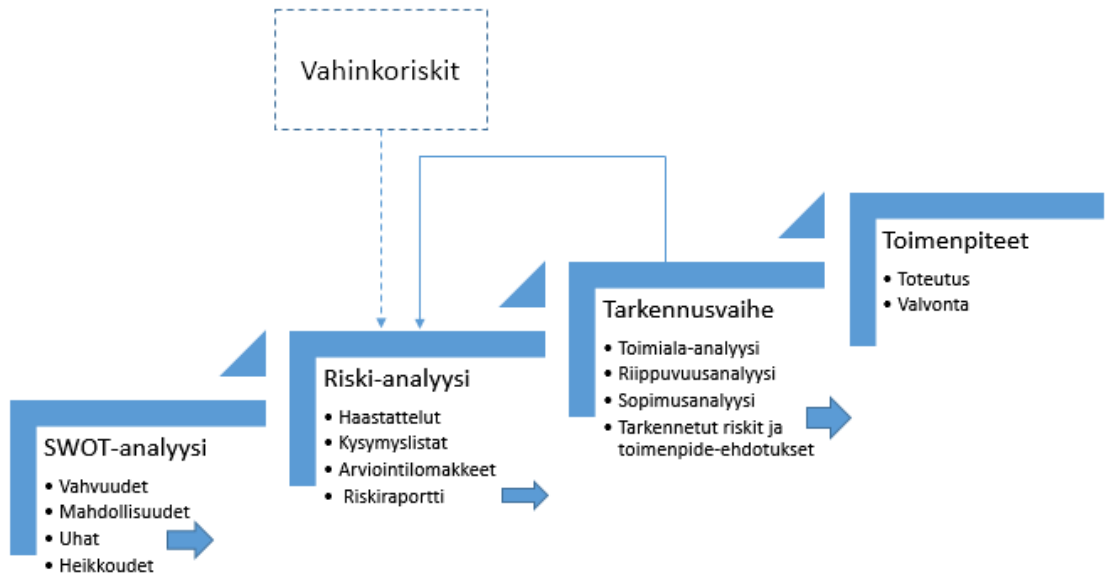 Vahinkoriskit
SWOT-analyysi
• Vahvuudet
• Mahdollisuudet
• Uhat
• Heikkoudet
Riski-analyysi
• Haastattelut
• Kysymyslistat
• Arviointilomakkeet
• Riskiraportti
Tarkennusvaihe
• Toimiala-analyysi
• Riippuvuusanalyysi
• Sopimusanalyysi
• Tarkennetut riskit ja
toimenpide-ehdotukset
Toimenpiteet
• Toteutus
• Valvonta